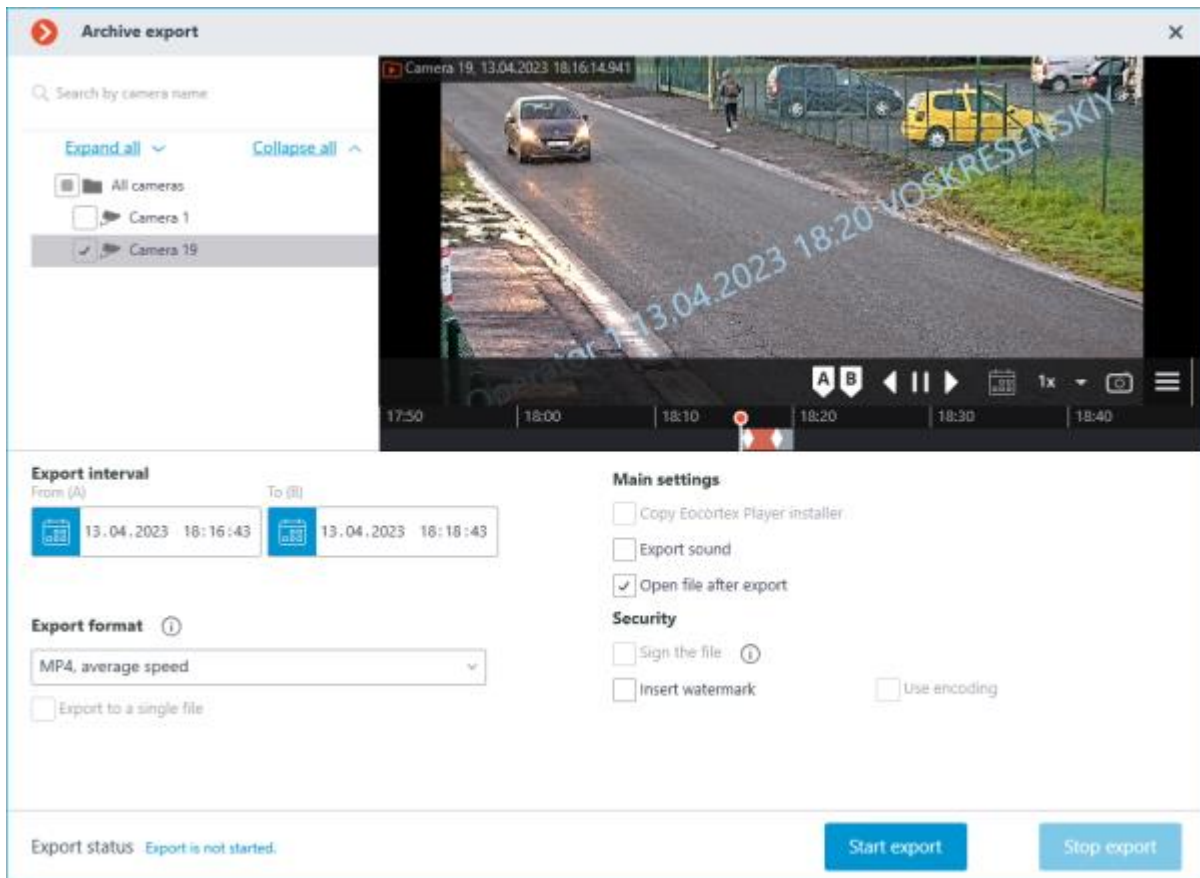 Archive export
Search by camera name
Expand all
Collapse all
All cameras
Camera 1
Camera 19
Camera 19, 13.04.2023 18:16:14.941
Operator 1 13.04.2023 18:20 VOSKRESENSKIY
A B 1x
17:50 18:00 18:10 18:20 18:30 18:40
Export interval
From (A) To (B)
13.04.2023 18:16:43 13.04.2023 18:18:43
Export format
MP4, average speed
Export to a single file
Main settings
Copy Eocortex Player installer
Export sound
Open file after export
Security
Sign the file
Insert watermark Use encoding
Export status Export is not started.
Start export Stop export